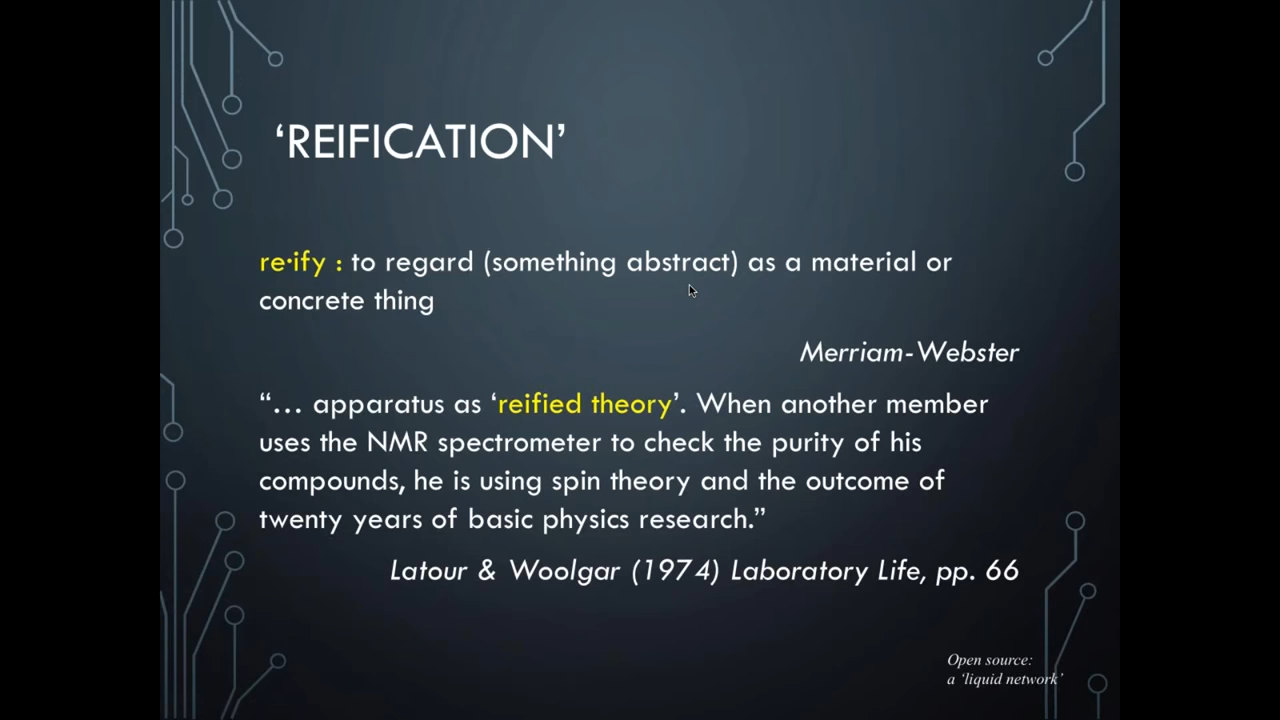 ‘REIFICATION’
re·ify : to regard (something abstract) as a material or
concrete thing
Merriam-Webster
“… apparatus as ‘reified theory’. When another member
uses the NMR spectrometer to check the purity of his
compounds, he is using spin theory and the outcome of
twenty years of basic physics research.”
Latour & Woolgar (1974) Laboratory Life, pp. 66
Open source:
a ‘liquid network’